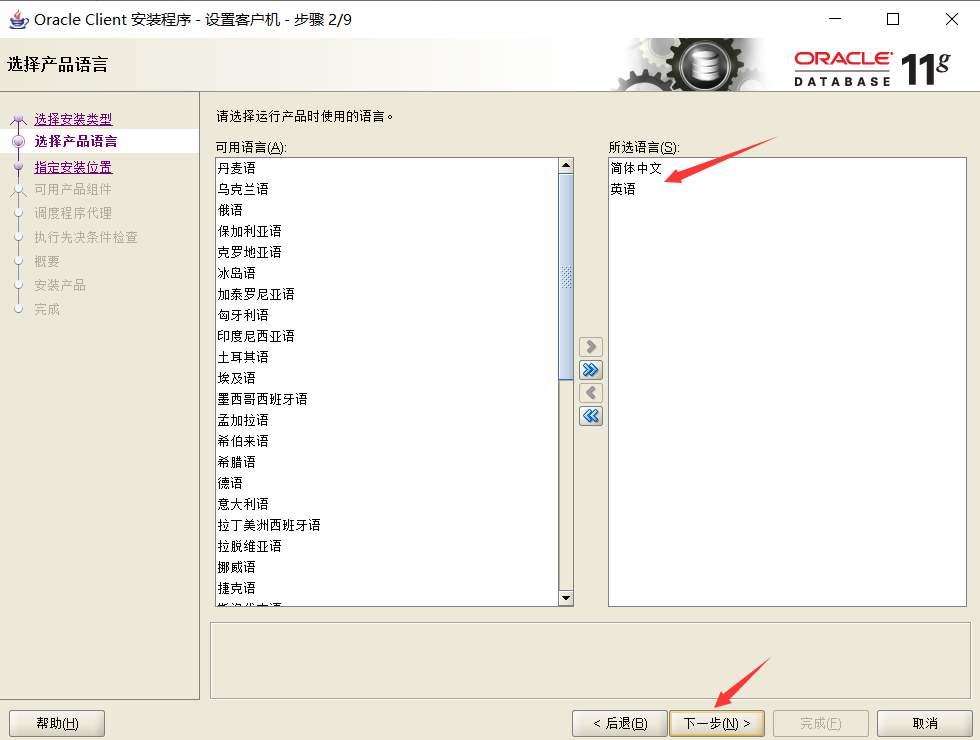 Oracle Client 安装程序 - 设置客户机 - 步骤 2/9
选择产品语言
ORACLE
DATABASE
11g
选择安装类型
选择产品语言
指定安装位置
可用产品组件
调度程序代理
执行先决条件检查
概要
安装产品
完成
请选择运行产品时使用的语言。
可用语言(A):
丹麦语
乌克兰语
俄语
保加利亚语
克罗地亚语
冰岛语
加泰罗尼亚语
匈牙利语
印度尼西亚语
土耳其语
埃及语
墨西哥西班牙语
孟加拉语
希伯来语
希腊语
德语
意大利语
拉丁美洲西班牙语
拉脱维亚语
挪威语
捷克语
所选语言(S):
简体中文
英语
帮助(H)
< 后退(B)
下一步(N) >
完成(F)
取消